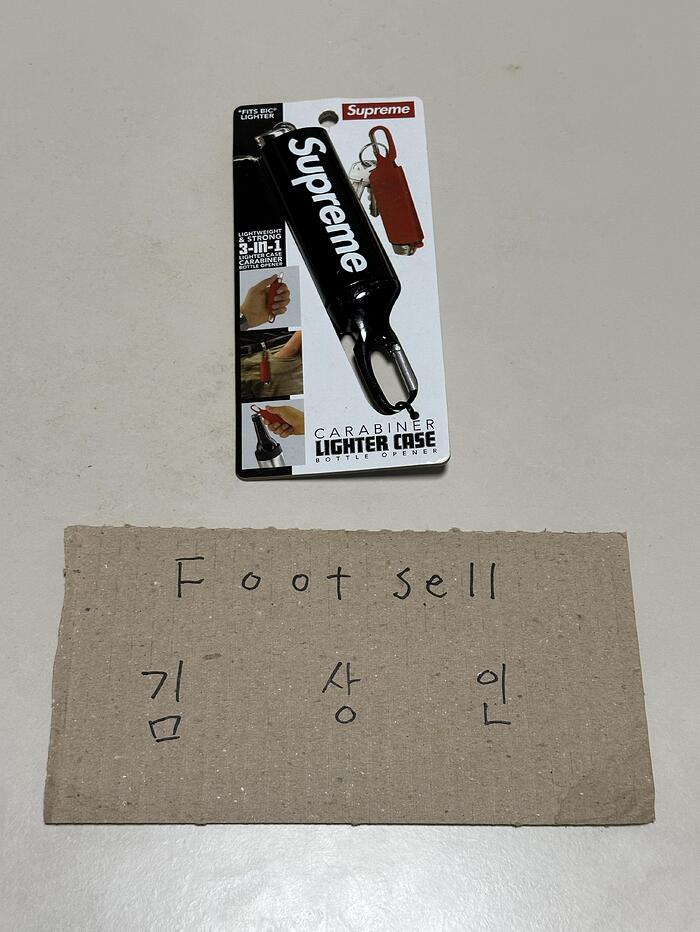 "FITS BIC"
LIGHTER
Supreme
Supreme
LIGHTWEIGHT
& STRONG
3-IN-1
LIGHTER CASE
CARABINER
BOTTLE OPENER
CARABINER
LIGHTER CASE
BOTTLE OPENER
Foot sell
김 상 인